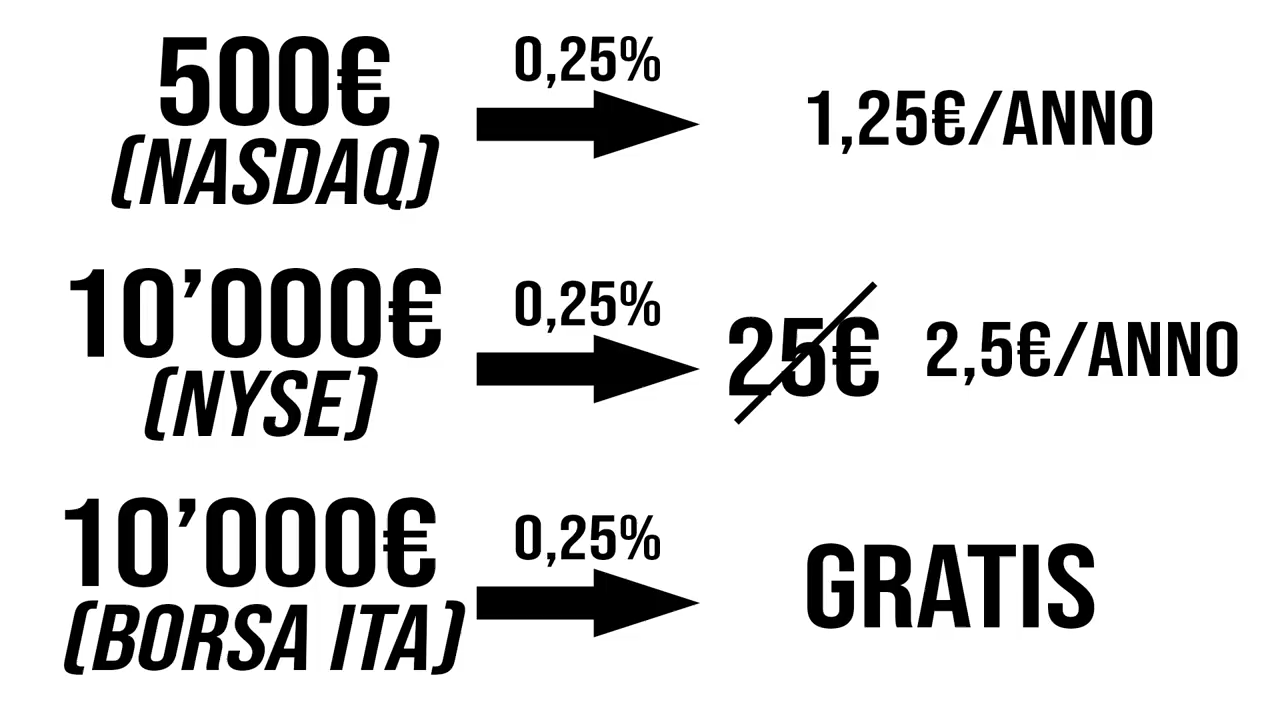 500€
(NASDAQ)
0,25%
1,25€/ANNO
10’000€
(NYSE)
0,25%
25€
2,5€/ANNO
10’000€
(BORSA ITA)
0,25%
GRATIS